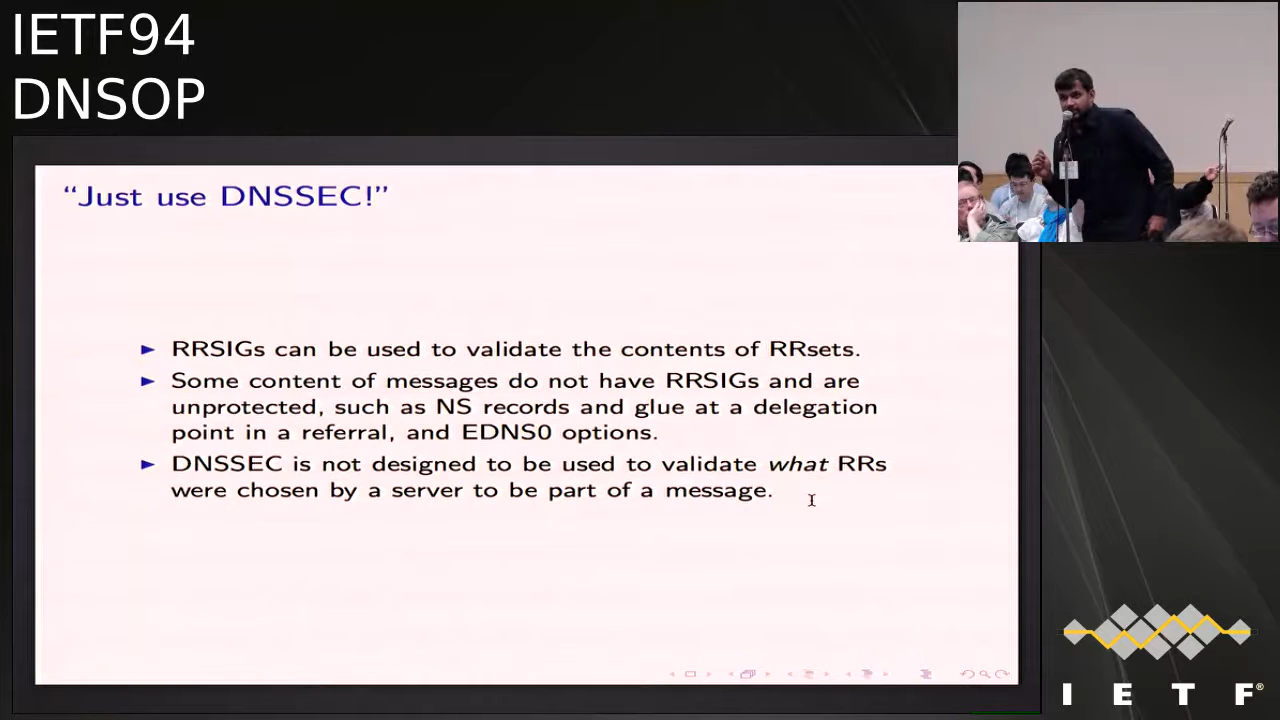 IETF94
DNSOP
“Just use DNSSEC!”
► RRSIGs can be used to validate the contents of RRsets.
► Some content of messages do not have RRSIGs and are
unprotected, such as NS records and glue at a delegation
point in a referral, and EDNS0 options.
► DNSSEC is not designed to be used to validate what RRs
were chosen by a server to be part of a message.
I E T F®